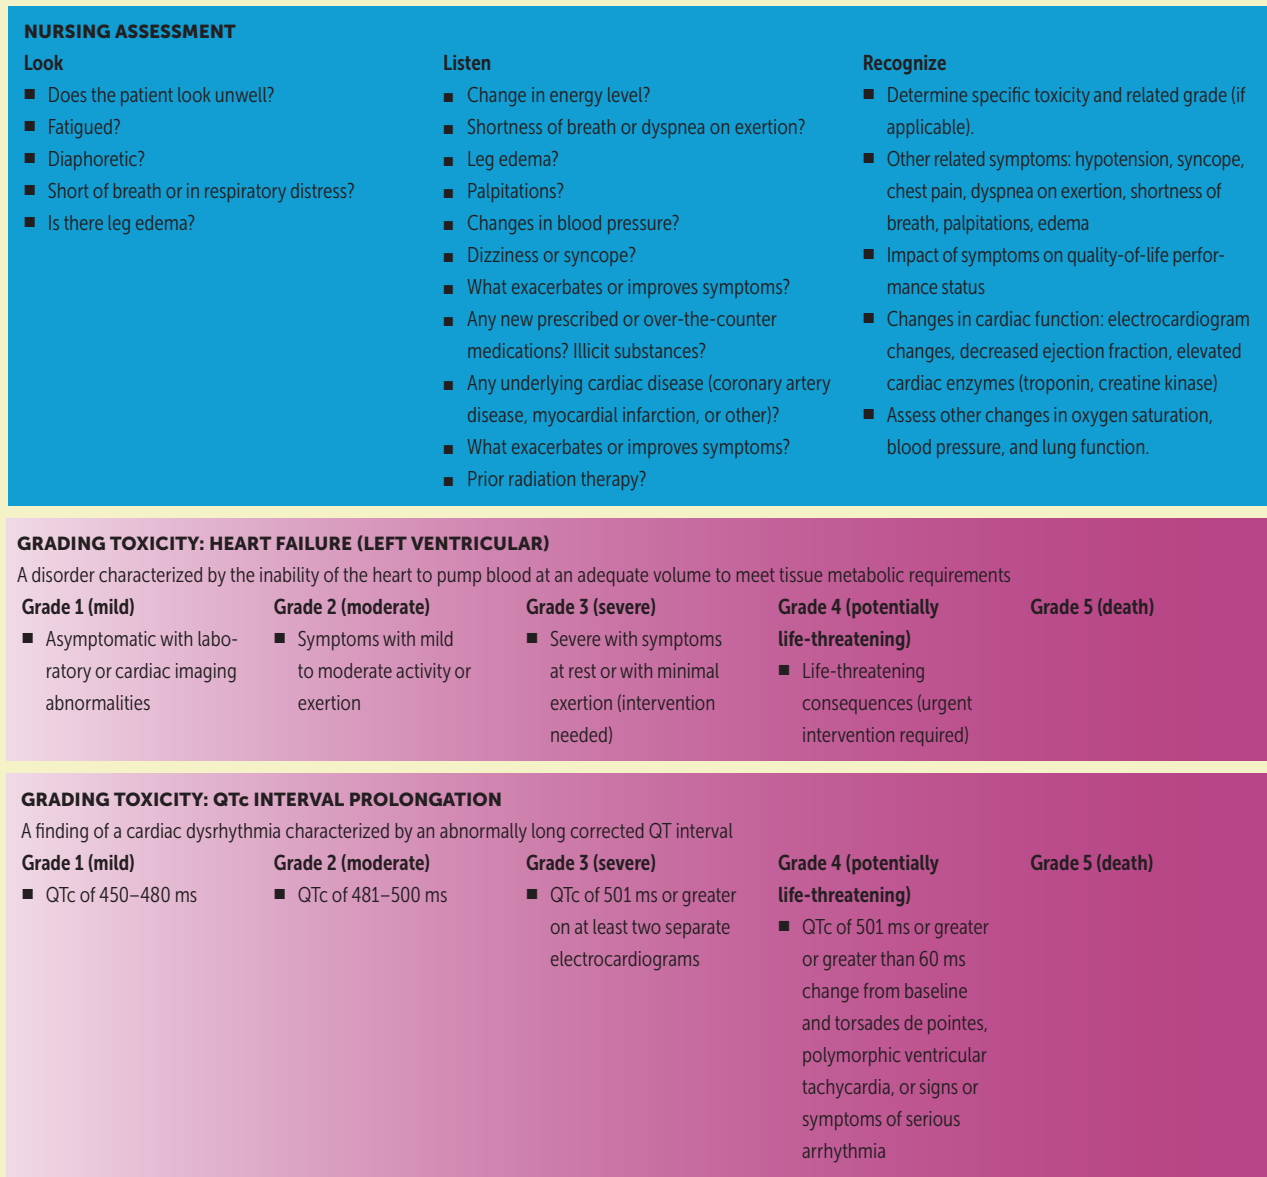 NURSING ASSESSMENT
Look
■ Does the patient look unwell?
■ Fatigued?
■ Diaphoretic?
■ Short of breath or in respiratory distress?
■ Is there leg edema?
Listen
■ Change in energy level?
■ Shortness of breath or dyspnea on exertion?
■ Leg edema?
■ Palpitations?
■ Changes in blood pressure?
■ Dizziness or syncope?
■ What exacerbates or improves symptoms?
■ Any new prescribed or over-the-counter
medications? Illicit substances?
■ Any underlying cardiac disease (coronary artery
disease, myocardial infarction, or other)?
■ What exacerbates or improves symptoms?
■ Prior radiation therapy?
Recognize
■ Determine specific toxicity and related grade (if
applicable).
■ Other related symptoms: hypotension, syncope,
chest pain, dyspnea on exertion, shortness of
breath, palpitations, edema
■ Impact of symptoms on quality-of-life perfor-
mance status
■ Changes in cardiac function: electrocardiogram
changes, decreased ejection fraction, elevated
cardiac enzymes (troponin, creatine kinase)
■ Assess other changes in oxygen saturation,
blood pressure, and lung function.
GRADING TOXICITY: HEART FAILURE (LEFT VENTRICULAR)
A disorder characterized by the inability of the heart to pump blood at an adequate volume to meet tissue metabolic requirements
Grade 1 (mild)
■ Asymptomatic with labo-
ratory or cardiac imaging
abnormalities
Grade 2 (moderate)
■ Symptoms with mild
to moderate activity or
exertion
Grade 3 (severe)
■ Severe with symptoms
at rest or with minimal
exertion (intervention
needed)
Grade 4 (potentially
life-threatening)
■ Life-threatening
consequences (urgent
intervention required)
Grade 5 (death)
GRADING TOXICITY: QTc INTERVAL PROLONGATION
A finding of a cardiac dysrhythmia characterized by an abnormally long corrected QT interval
Grade 1 (mild)
■ QTc of 450–480 ms
Grade 2 (moderate)
■ QTc of 481–500 ms
Grade 3 (severe)
■ QTc of 501 ms or greater
on at least two separate
electrocardiograms
Grade 4 (potentially
life-threatening)
■ QTc of 501 ms or greater
or greater than 60 ms
change from baseline
and torsades de pointes,
polymorphic ventricular
tachycardia, or signs or
symptoms of serious
arrhythmia
Grade 5 (death)